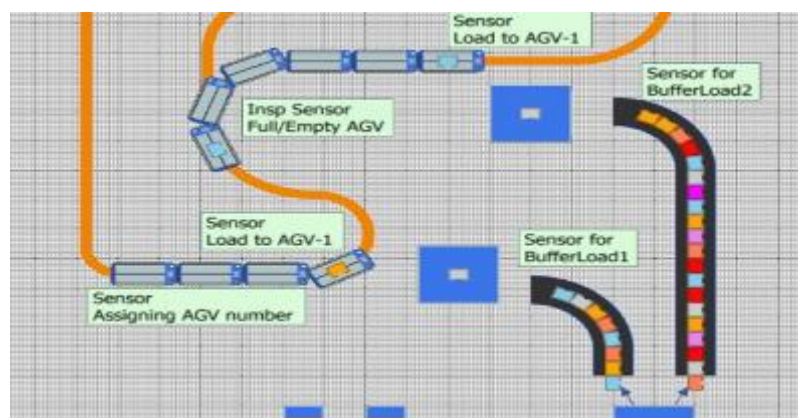 Sensor
Load to AGV-1
Sensor for
BufferLoad2
Insp Sensor
Full/Empty AGV
Sensor
Load to AGV-1
Sensor for
BufferLoad1
Sensor
Assigning AGV number